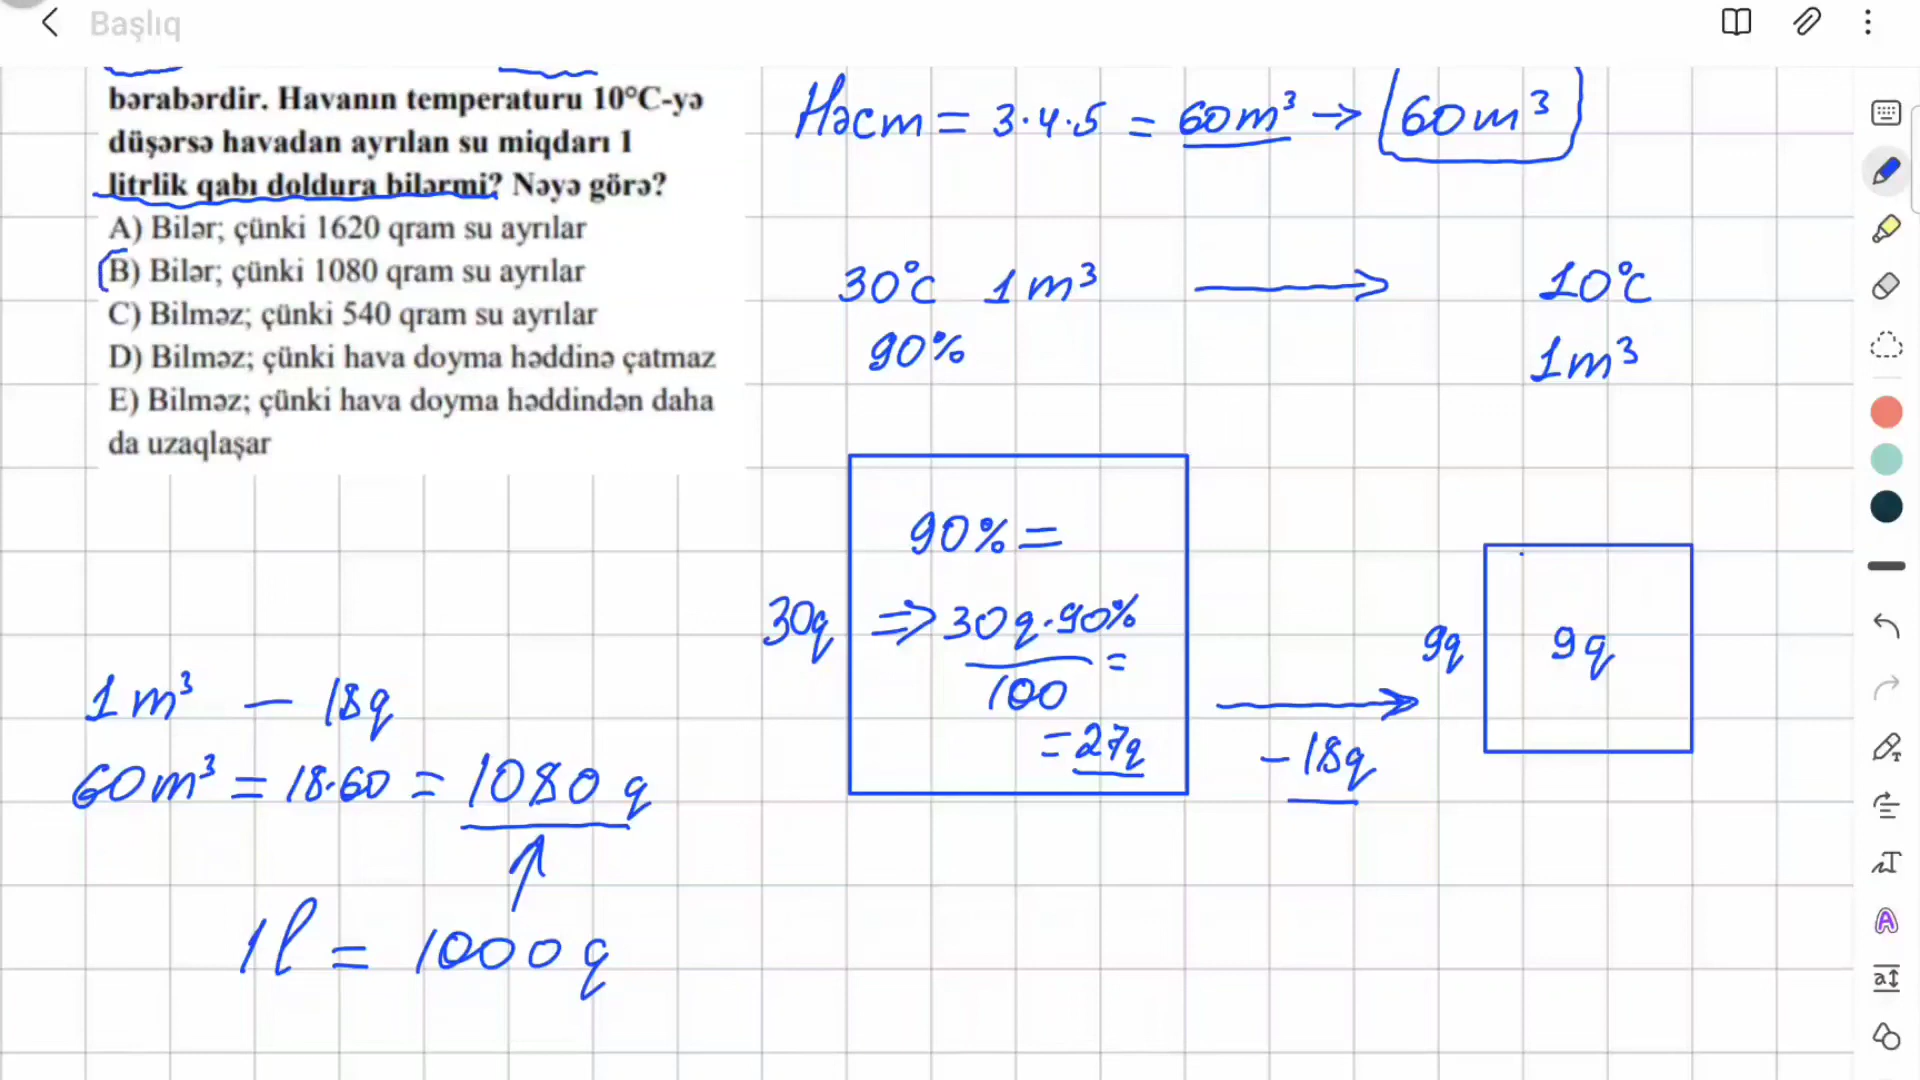 Başlıq
bərabərdir. Havanın temperaturu 10°C-yə
düşərsə havadan ayrılan su miqdarı 1
litrlik qabı doldura bilərmi? Nəyə görə?
A) Bilər; çünki 1620 qram su ayrılar
B) Bilər; çünki 1080 qram su ayrılar
C) Bilməz; çünki 540 qram su ayrılar
D) Bilməz; çünki hava doyma həddinə çatmaz
E) Bilməz; çünki hava doyma həddindən daha
da uzaqlaşar
Həcm = 3·4·5 = 60m³ → 60m³
30°C 1m³ → 10°C
90% 1m³
90% =
30q ⇒ 30q·90%
100 =
= 27q
-18q
9q 9q
1m³ – 18q
60m³ = 18·60 = 1080q
1l = 1000q